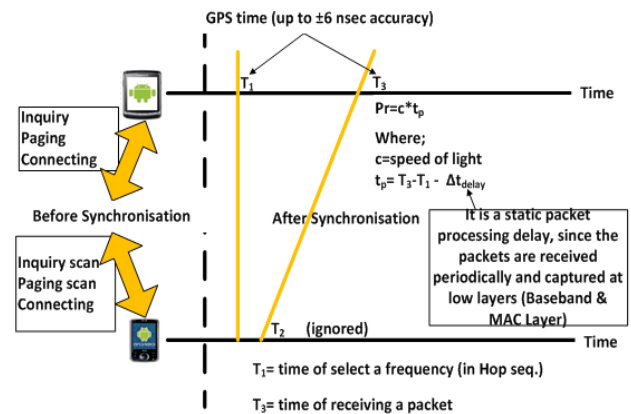 GPS time (up to ±6 nsec accuracy)
T1
T3
Time
Pr=c*tp
Where;
c=speed of light
tp= T3-T1 - Δtdelay
Inquiry
Paging
Connecting
Before Synchronisation
After Synchronisation
It is a static packet
processing delay, since the
packets are received
periodically and captured at
low layers (Baseband &
MAC Layer)
Inquiry scan
Paging scan
Connecting
T2 (ignored)
Time
T1= time of select a frequency (in Hop seq.)
T3= time of receiving a packet